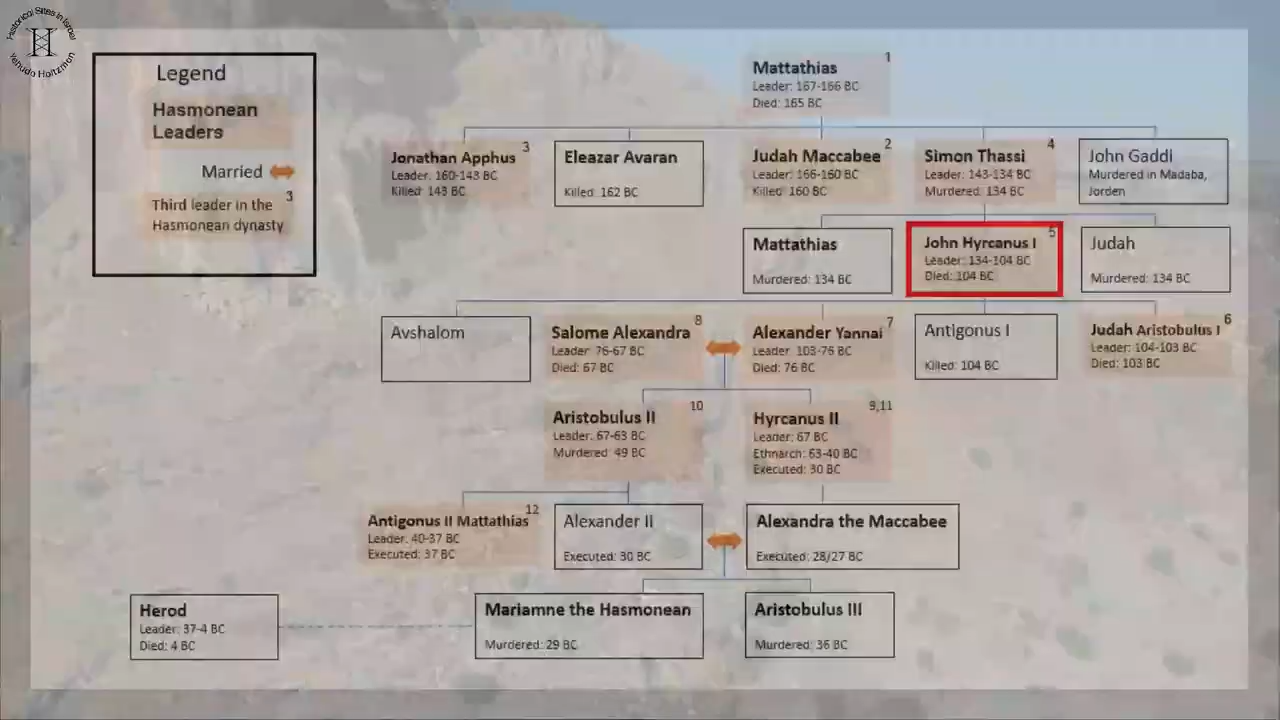 Historical Sites in Israel
Yehuda Holtzman
Legend
Hasmonean
Leaders
Married
3
Third leader in the
Hasmonean dynasty
1
Mattathias
Leader: 167-166 BC
Died: 165 BC
3
Jonathan Apphus
Leader: 160-143 BC
Killed: 143 BC
Eleazar Avaran
Killed: 162 BC
2
Judah Maccabee
Leader: 166-160 BC
Killed: 160 BC
4
Simon Thassi
Leader: 143-134 BC
Murdered: 134 BC
John Gaddi
Murdered in Madaba,
Jorden
Mattathias
Murdered: 134 BC
5
John Hyrcanus I
Leader: 134-104 BC
Died: 104 BC
Judah
Murdered: 134 BC
Avshalom
8
Salome Alexandra
Leader: 76-67 BC
Died: 67 BC
7
Alexander Yannai
Leader: 103-76 BC
Died: 76 BC
Antigonus I
Killed: 104 BC
6
Judah Aristobulus I
Leader: 104-103 BC
Died: 103 BC
10
Aristobulus II
Leader: 67-63 BC
Murdered: 49 BC
9,11
Hyrcanus II
Leader: 67 BC
Ethnarch: 63-40 BC
Executed: 30 BC
12
Antigonus II Mattathias
Leader: 40-37 BC
Executed: 37 BC
Alexander II
Executed: 30 BC
Alexandra the Maccabee
Executed: 28/27 BC
Herod
Leader: 37-4 BC
Died: 4 BC
Mariamne the Hasmonean
Murdered: 29 BC
Aristobulus III
Murdered: 36 BC